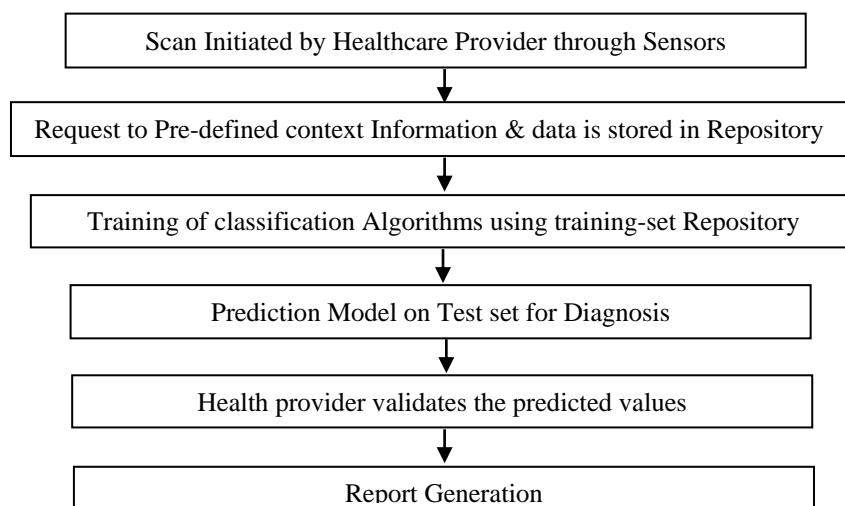 Scan Initiated by Healthcare Provider through Sensors
Request to Pre-defined context Information & data is stored in Repository
Training of classification Algorithms using training-set Repository
Prediction Model on Test set for Diagnosis
Health provider validates the predicted values
Report Generation